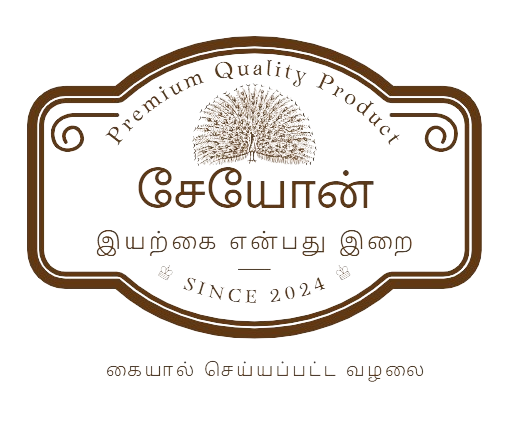 Premium Quality Product
சேயோன்
இயற்கை என்பது இறை
SINCE 2024
கையால் செய்யப்பட்ட வழலை